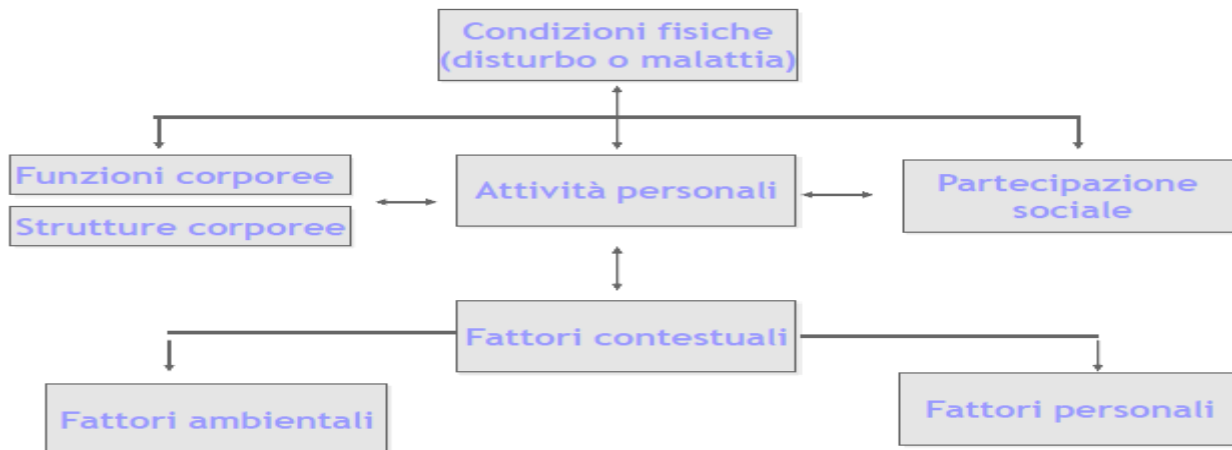 Condizioni fisiche
(disturbo o malattia)
Funzioni corporee
Strutture corporee
Attività personali
Partecipazione
sociale
Fattori contestuali
Fattori ambientali
Fattori personali